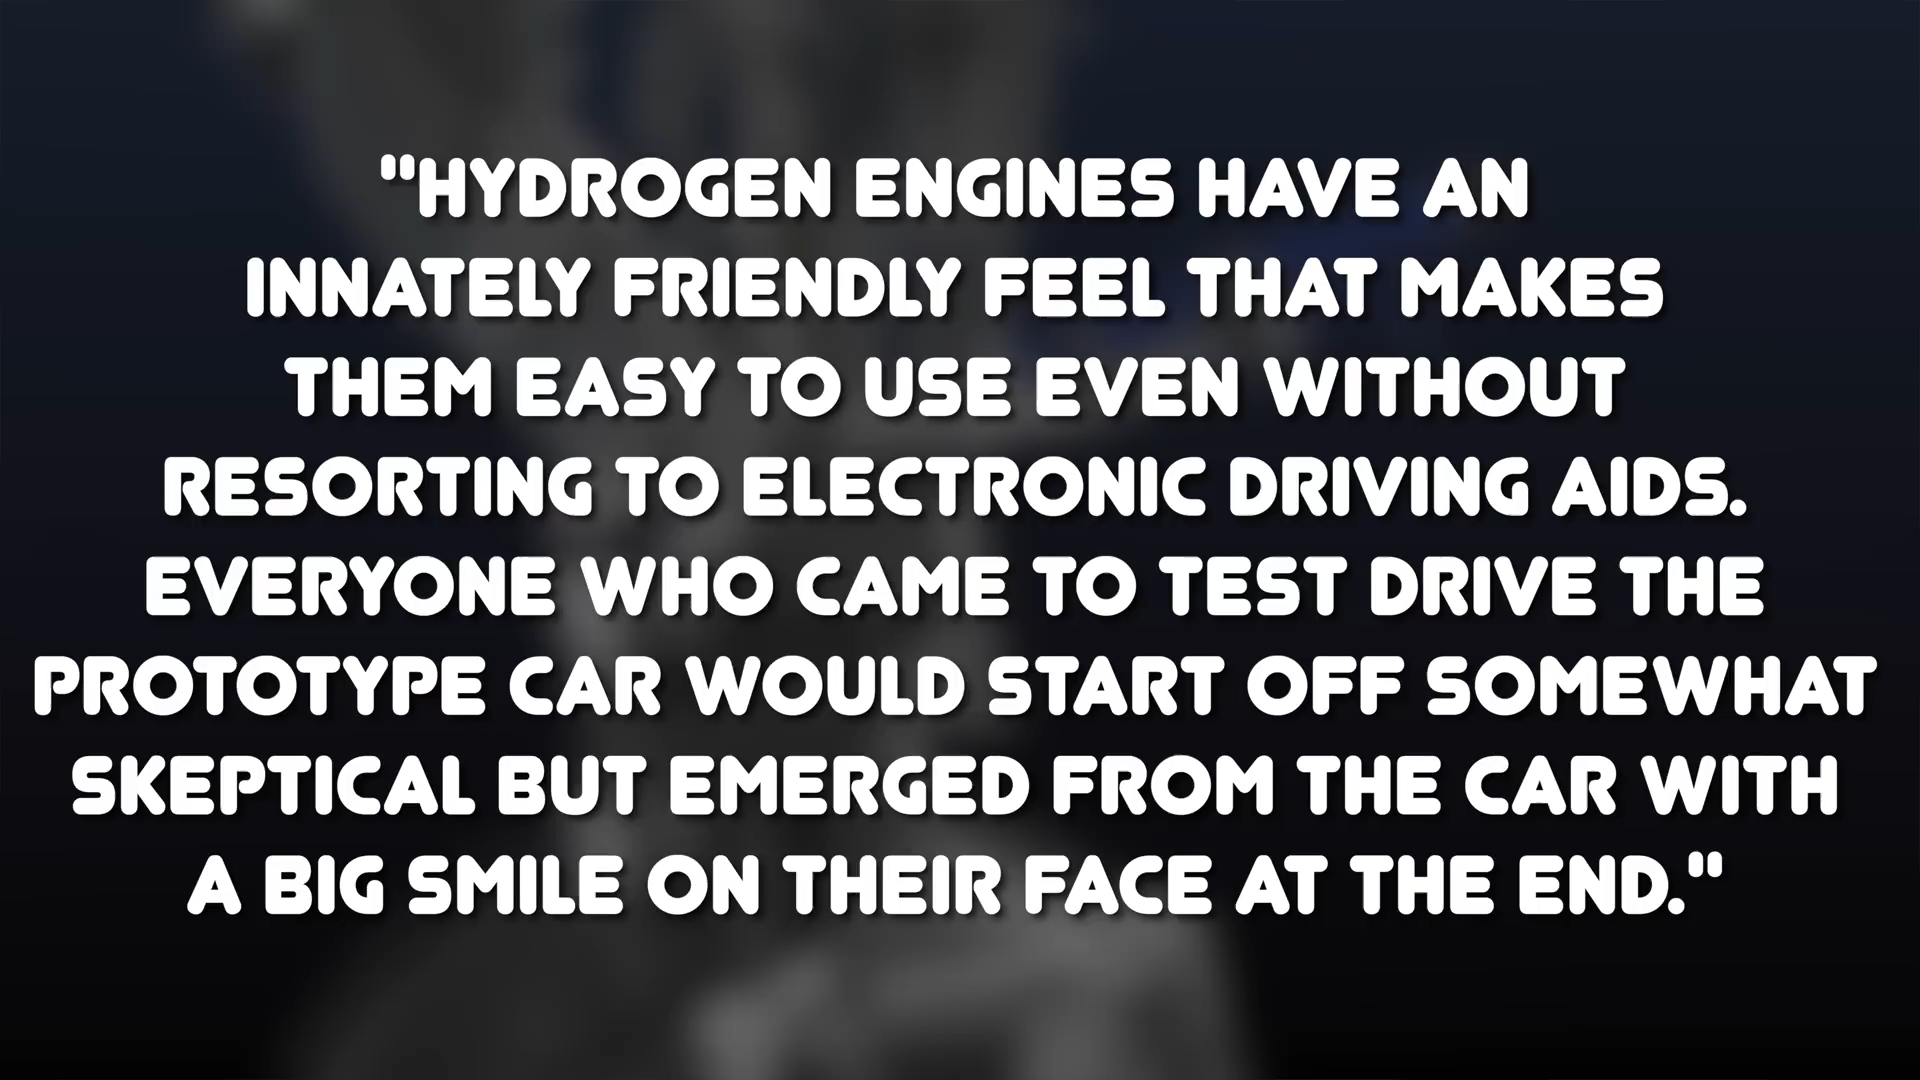 "HYDROGEN ENGINES HAVE AN
INNATELY FRIENDLY FEEL THAT MAKES
THEM EASY TO USE EVEN WITHOUT
RESORTING TO ELECTRONIC DRIVING AIDS.
EVERYONE WHO CAME TO TEST DRIVE THE
PROTOTYPE CAR WOULD START OFF SOMEWHAT
SKEPTICAL BUT EMERGED FROM THE CAR WITH
A BIG SMILE ON THEIR FACE AT THE END."